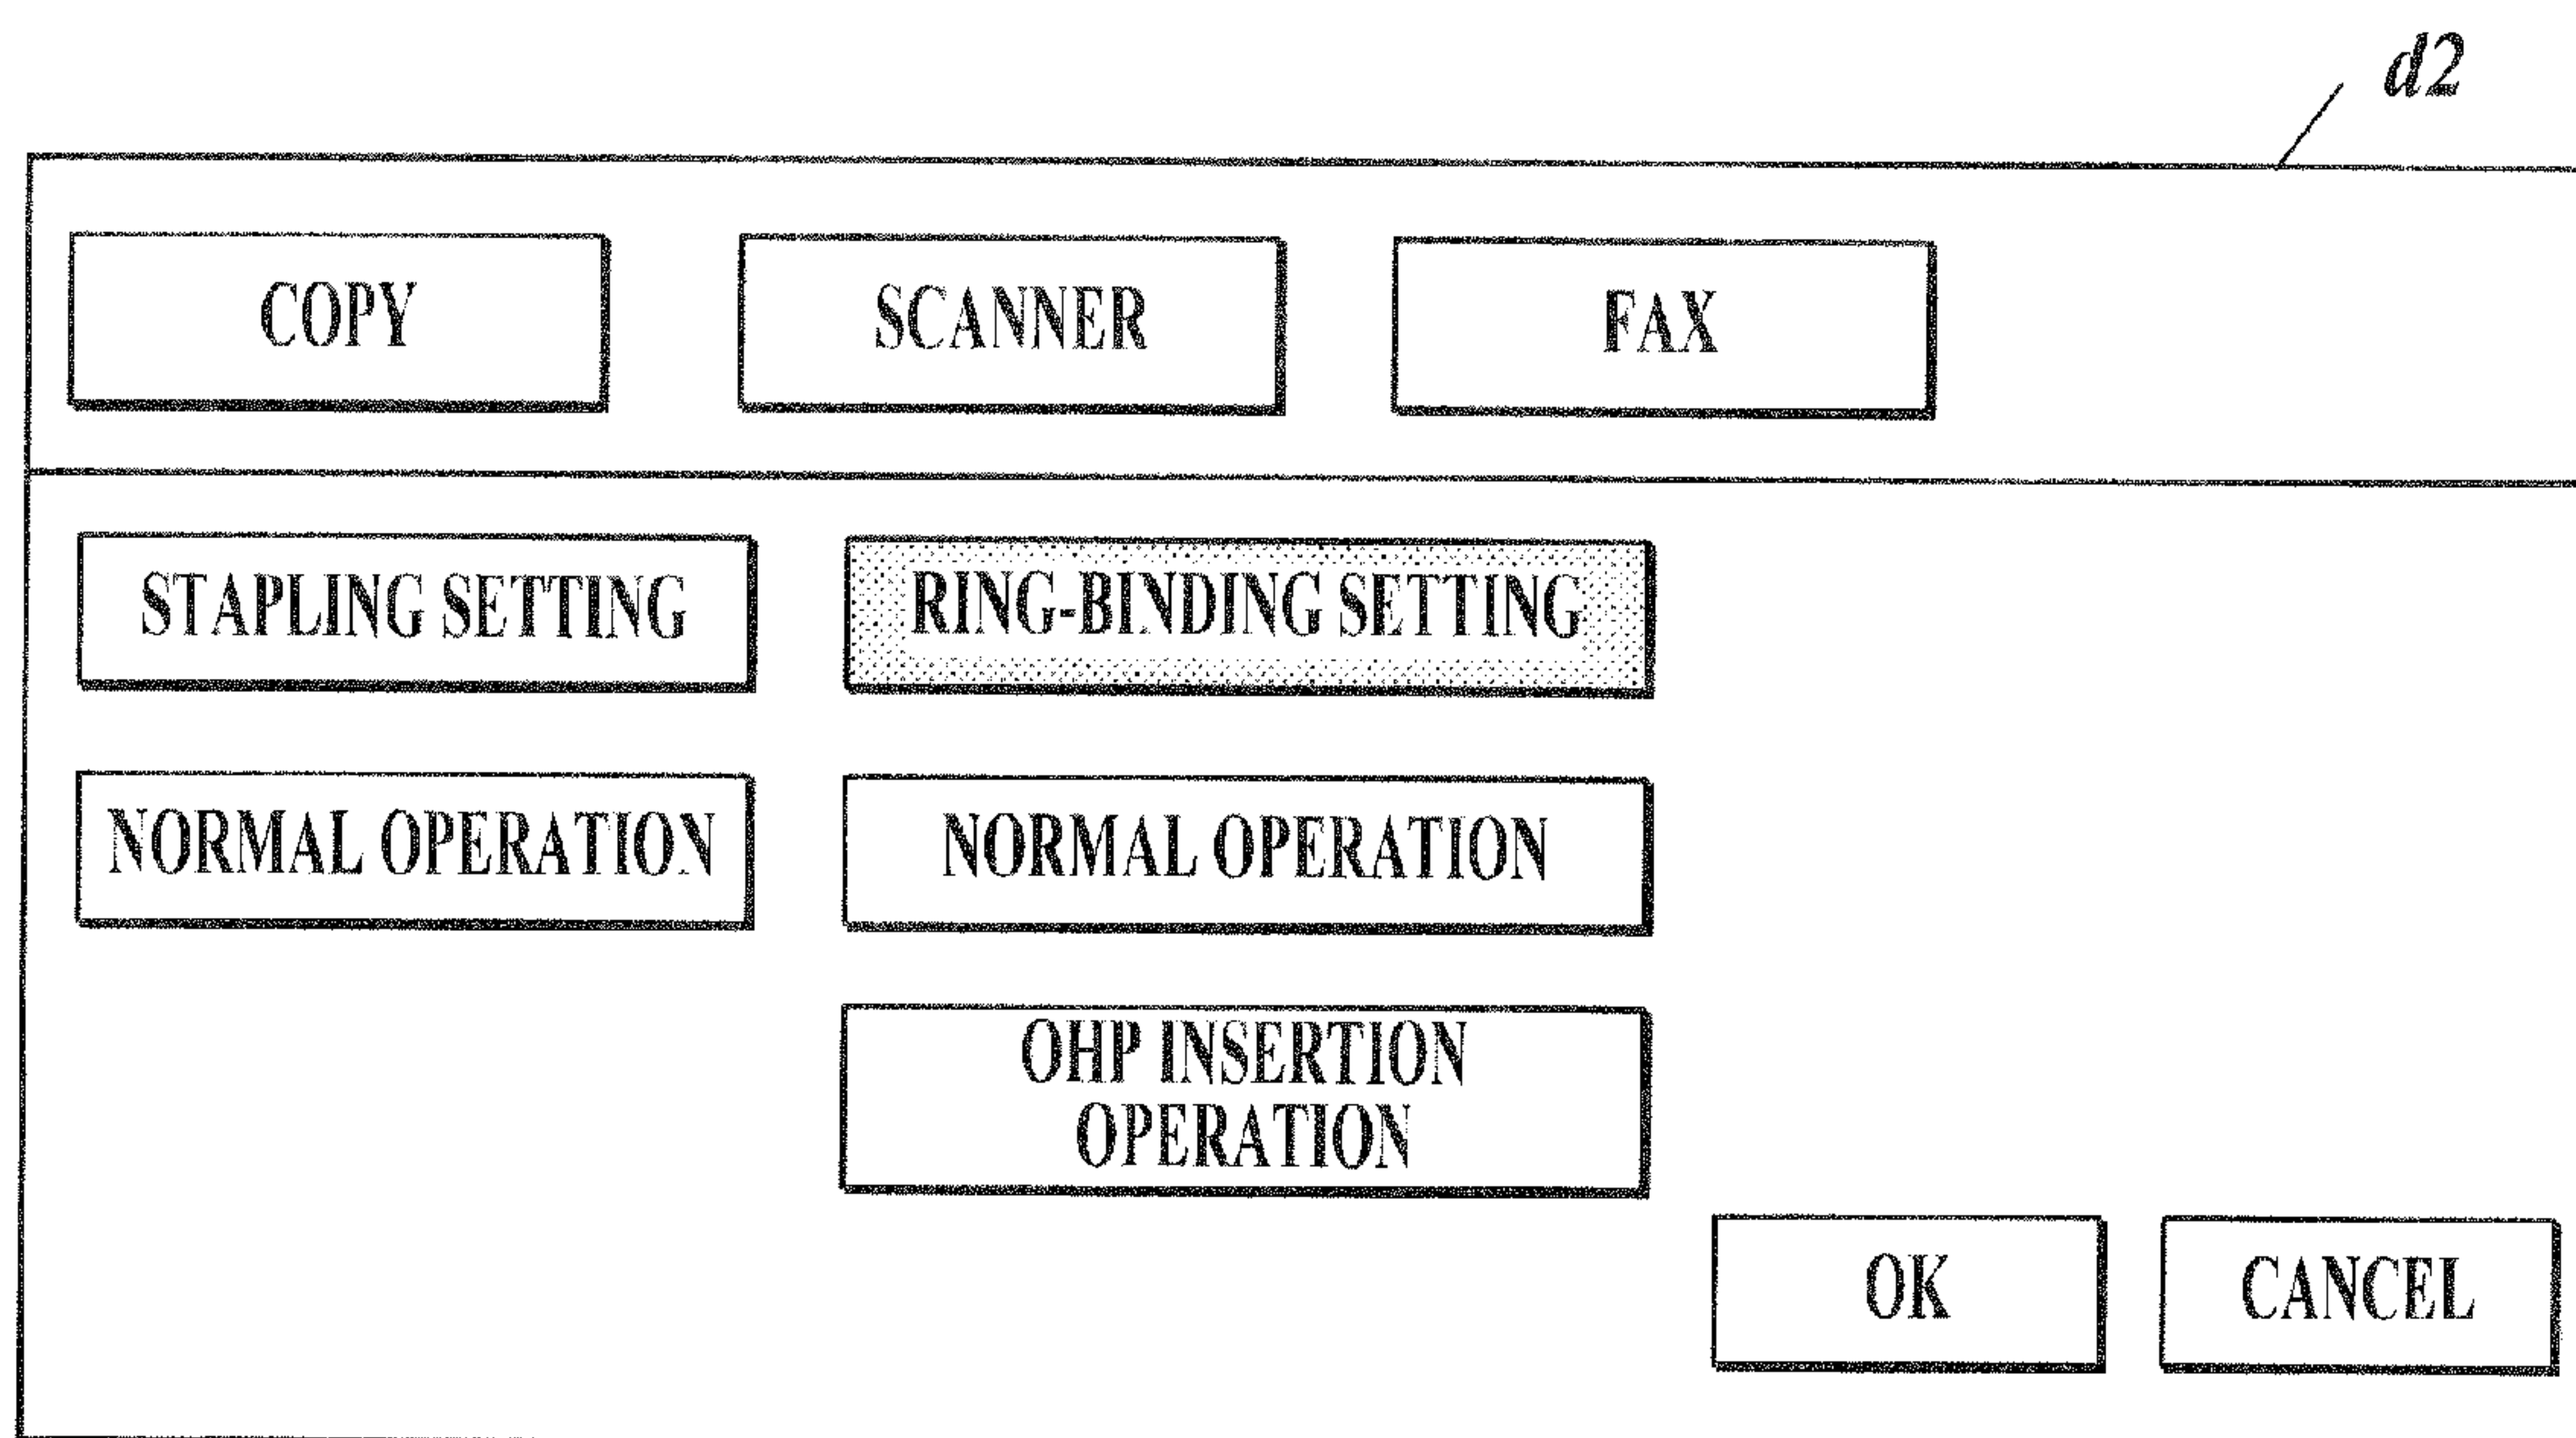 d2
COPY
SCANNER
FAX
STAPLING SETTING
RING-BINDING SETTING
NORMAL OPERATION
NORMAL OPERATION
OHP INSERTION
OPERATION
OK
CANCEL